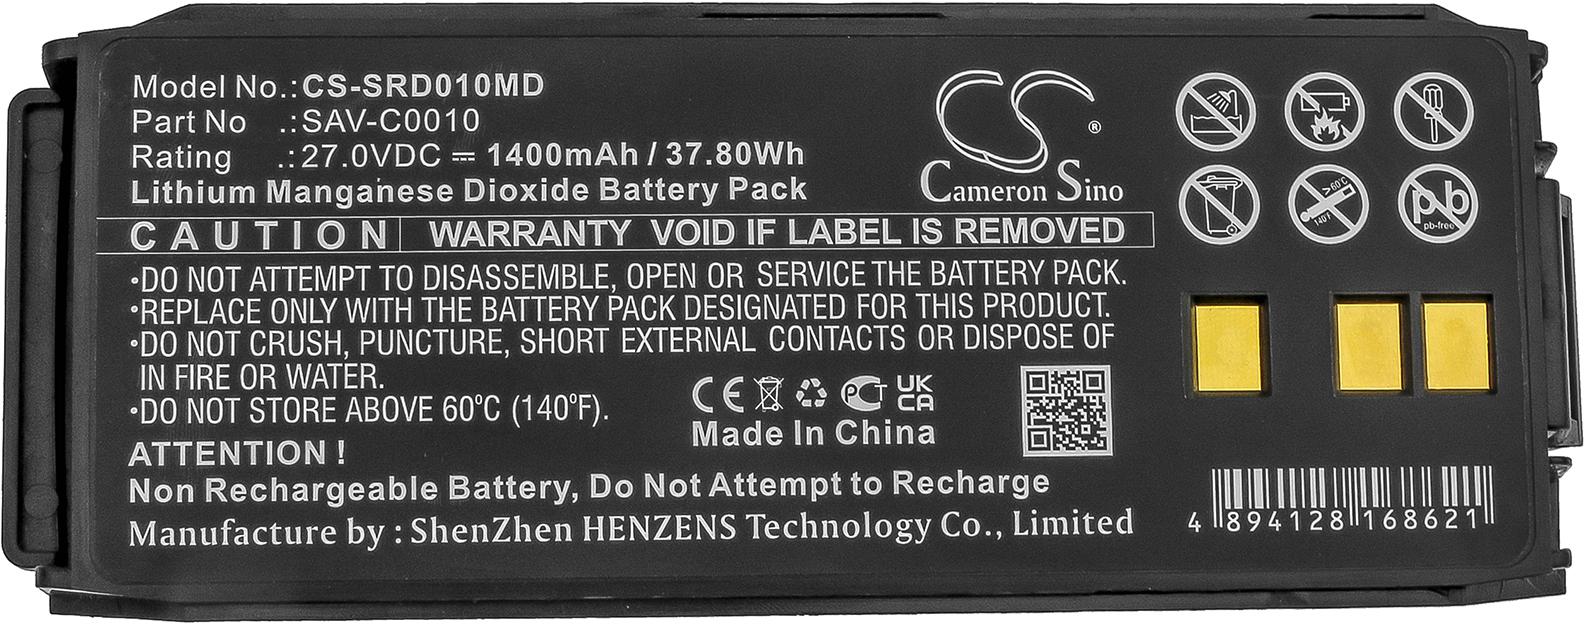 Model No.:CS-SRD010MD
Part No .:SAV-C0010
Rating .:27.0VDC ⎓ 1400mAh / 37.80Wh
Lithium Manganese Dioxide Battery Pack
Cameron Sino ®
CAUTION WARRANTY VOID IF LABEL IS REMOVED
•DO NOT ATTEMPT TO DISASSEMBLE, OPEN OR SERVICE THE BATTERY PACK.
•REPLACE ONLY WITH THE BATTERY PACK DESIGNATED FOR THIS PRODUCT.
•DO NOT CRUSH, PUNCTURE, SHORT EXTERNAL CONTACTS OR DISPOSE OF
IN FIRE OR WATER.
•DO NOT STORE ABOVE 60°C (140°F).
CE PCT UK
CA
Made In China
ATTENTION !
Non Rechargeable Battery, Do Not Attempt to Recharge
Manufacture by : ShenZhen HENZENS Technology Co., Limited
>60°C
140°F
pb
pb-free
4 894128 168621